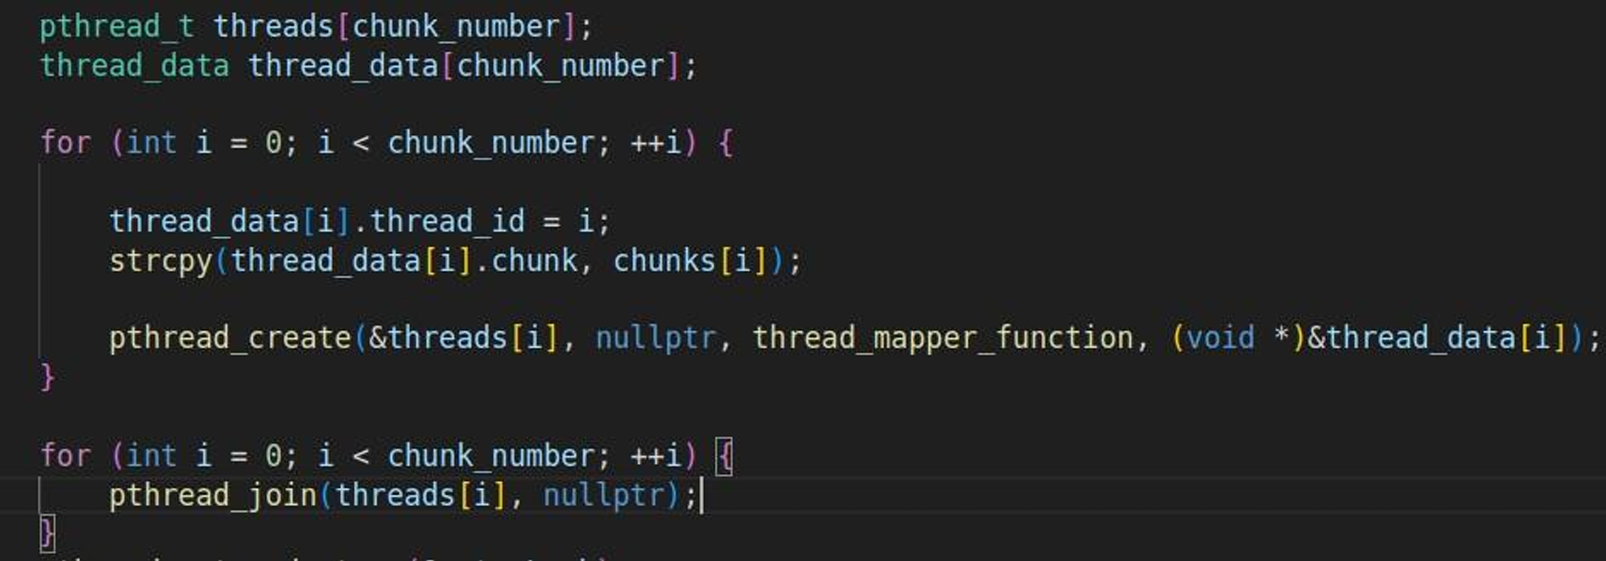 pthread_t threads[chunk_number];
thread_data thread_data[chunk_number];
for (int i = 0; i < chunk_number; ++i) {
thread_data[i].thread_id = i;
strcpy(thread_data[i].chunk, chunks[i]);
pthread_create(&threads[i], nullptr, thread_mapper_function, (void *)&thread_data[i]);
}
for (int i = 0; i < chunk_number; ++i) {
pthread_join(threads[i], nullptr);
}